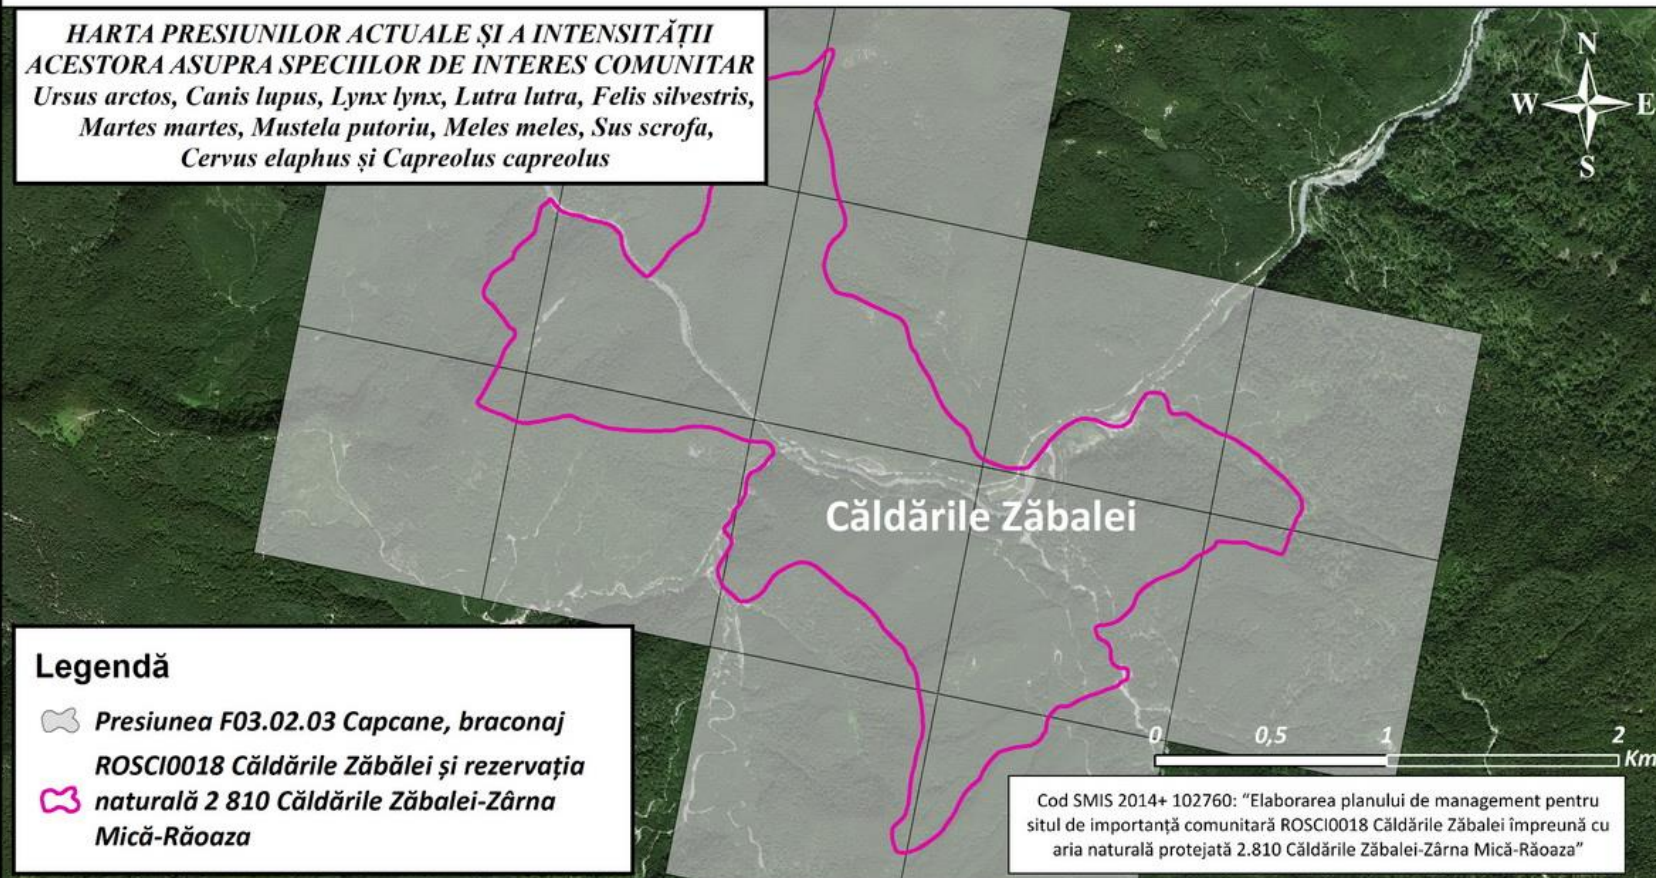 HARTA PRESIUNILOR ACTUALE ȘI A INTENSITĂȚII
ACESTORA ASUPRA SPECIILOR DE INTERES COMUNITAR
Ursus arctos, Canis lupus, Lynx lynx, Lutra lutra, Felis silvestris,
Martes martes, Mustela putoriu, Meles meles, Sus scrofa,
Cervus elaphus și Capreolus capreolus
N
W E
S
Căldările Zăbalei
Legendă
Presiunea F03.02.03 Capcane, braconaj
ROSCI0018 Căldările Zăbălei și rezervația
naturală 2 810 Căldările Zăbalei-Zârna
Mică-Răoaza
0 0,5 1 2
Km
Cod SMIS 2014+ 102760: “Elaborarea planului de management pentru
situl de importanță comunitară ROSCI0018 Căldările Zăbalei împreună cu
aria naturală protejată 2.810 Căldările Zăbalei-Zârna Mică-Răoaza”